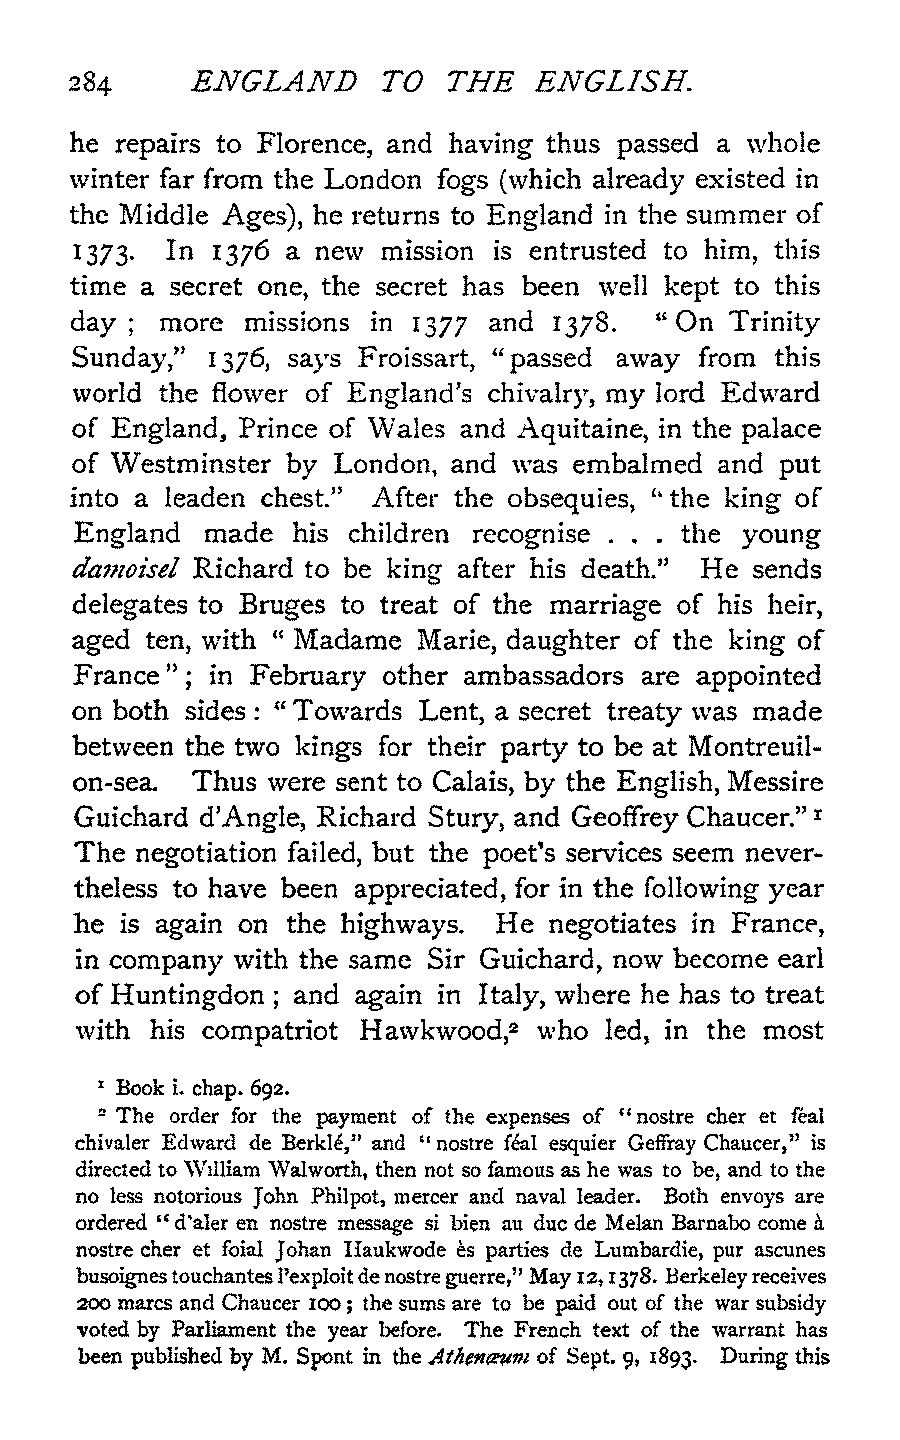 284 ENGLAND TO THE ENGLISH.
he repairs to Florence, and having thus passed a whole
winter far from the London fogs (which already existed in
the Middle Ages), he returns to England in the summer of
1373. In 1376 a new mission is entrusted to him, this
time a secret one, the secret has been well kept to this
day ; more missions in 1377 and 1378. “ On Trinity
Sunday,” 1376, says Froissart, “ passed away from this
world the flower of England’s chivalry, my lord Edward
of England, Prince of Wales and Aquitaine, in the palace
of Westminster by London, and was embalmed and put
into a leaden chest.” After the obsequies, “ the king of
England made his children recognise . . . the young
damoisel Richard to be king after his death.” He sends
delegates to Bruges to treat of the marriage of his heir,
aged ten, with “ Madame Marie, daughter of the king of
France ” ; in February other ambassadors are appointed
on both sides : “ Towards Lent, a secret treaty was made
between the two kings for their party to be at Montreuil-
on-sea. Thus were sent to Calais, by the English, Messire
Guichard d’Angle, Richard Stury, and Geoffrey Chaucer.” ¹
The negotiation failed, but the poet’s services seem never-
theless to have been appreciated, for in the following year
he is again on the highways. He negotiates in France,
in company with the same Sir Guichard, now become earl
of Huntingdon ; and again in Italy, where he has to treat
with his compatriot Hawkwood,² who led, in the most
¹ Book i. chap. 692.
² The order for the payment of the expenses of “ nostre cher et féal
chivaler Edward de Berklé,” and “ nostre féal esquier Geffray Chaucer,” is
directed to William Walworth, then not so famous as he was to be, and to the
no less notorious John Philpot, mercer and naval leader. Both envoys are
ordered “ d’aler en nostre message si bien au duc de Melan Barnabo come à
nostre cher et foial Johan Haukwode ès parties de Lumbardie, pur ascunes
busoignes touchantes l’exploit de nostre guerre,” May 12, 1378. Berkeley receives
200 marcs and Chaucer 100 ; the sums are to be paid out of the war subsidy
voted by Parliament the year before. The French text of the warrant has
been published by M. Spont in the Athenæum of Sept. 9, 1893. During this